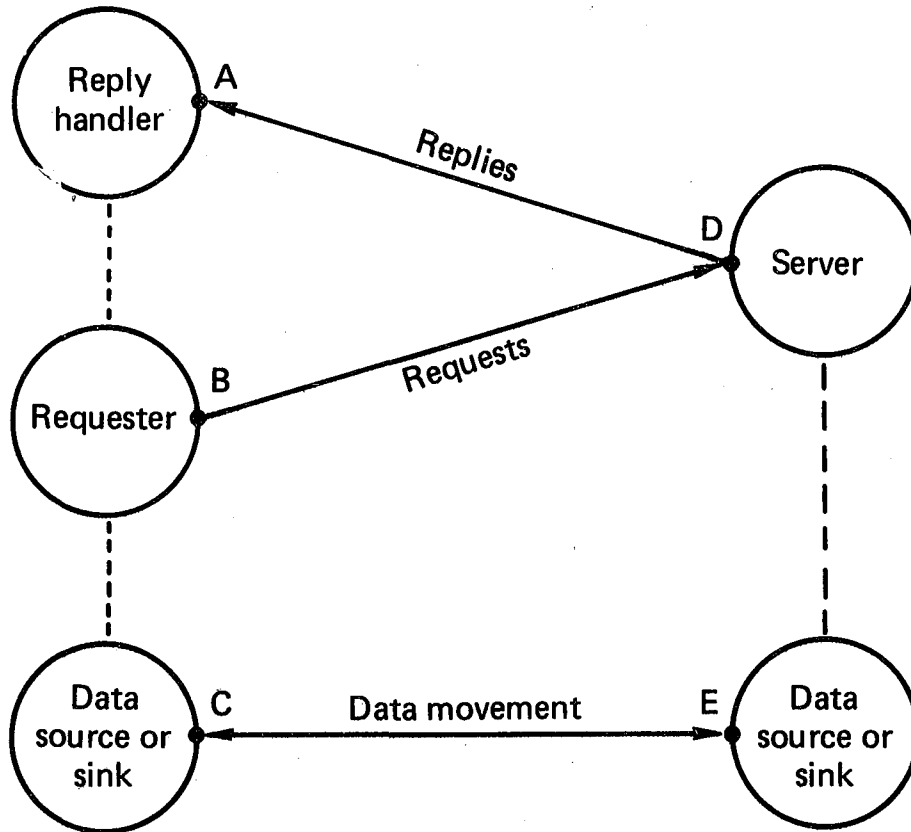 Reply
handler
A
Replies
D
Server
B
Requester
Requests
Data
source or
sink
C
Data movement
E
Data
source or
sink